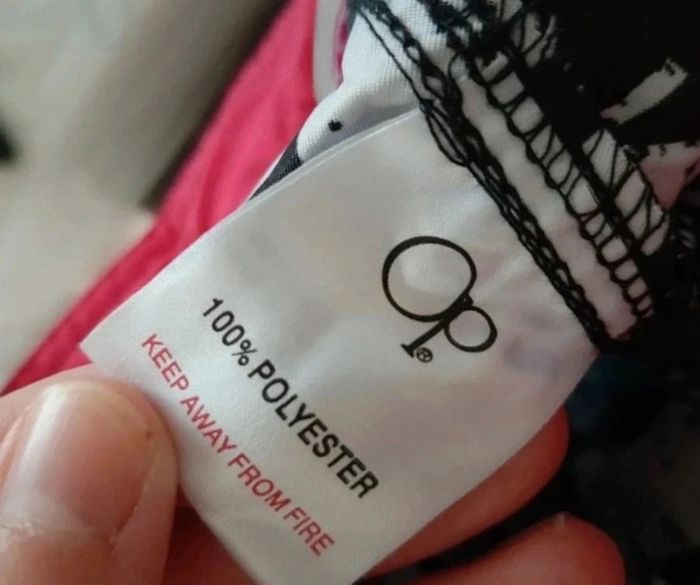 Op®
100% POLYESTER
KEEP AWAY FROM FIRE